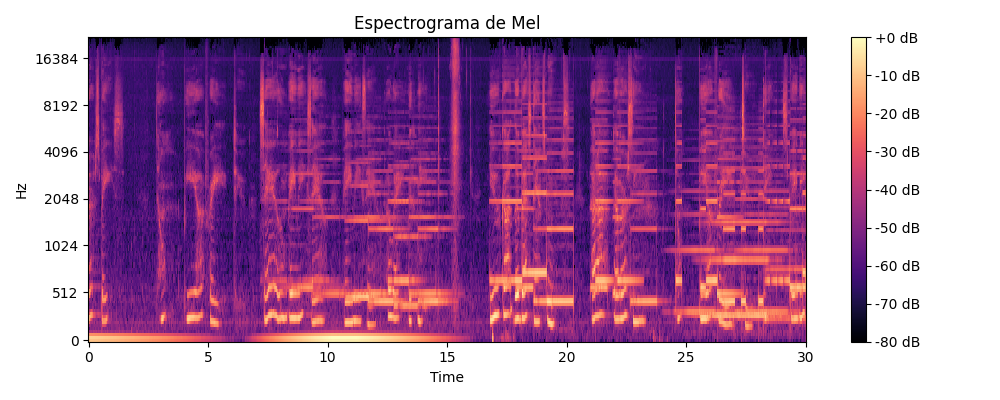 Espectrograma de Mel
Hz
16384
8192
4096
2048
1024
512
0
0 5 10 15 20 25 30
Time
+0 dB
-10 dB
-20 dB
-30 dB
-40 dB
-50 dB
-60 dB
-70 dB
-80 dB